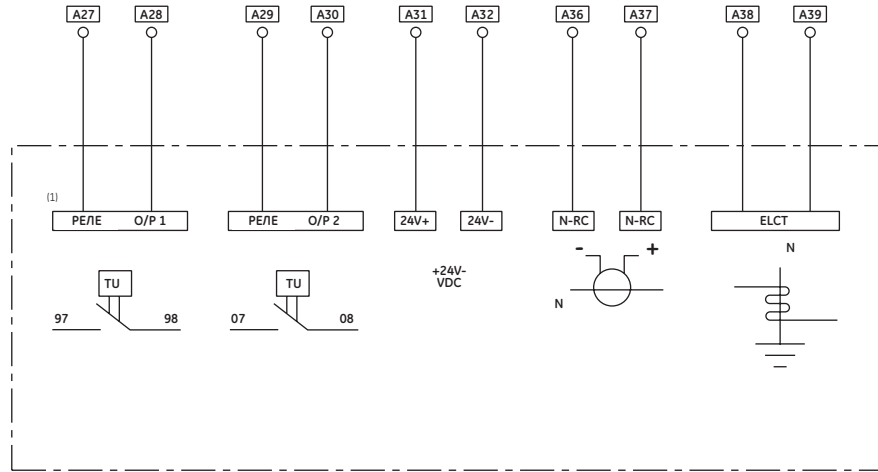 A27 A28 A29 A30 A31 A32 A36 A37 A38 A39
(1)
РЕЛЕ O/P 1 РЕЛЕ O/P 2 24V+ 24V- N-RC N-RC ELCT
- + N
TU TU +24V-
VDC
N
97 98 07 08